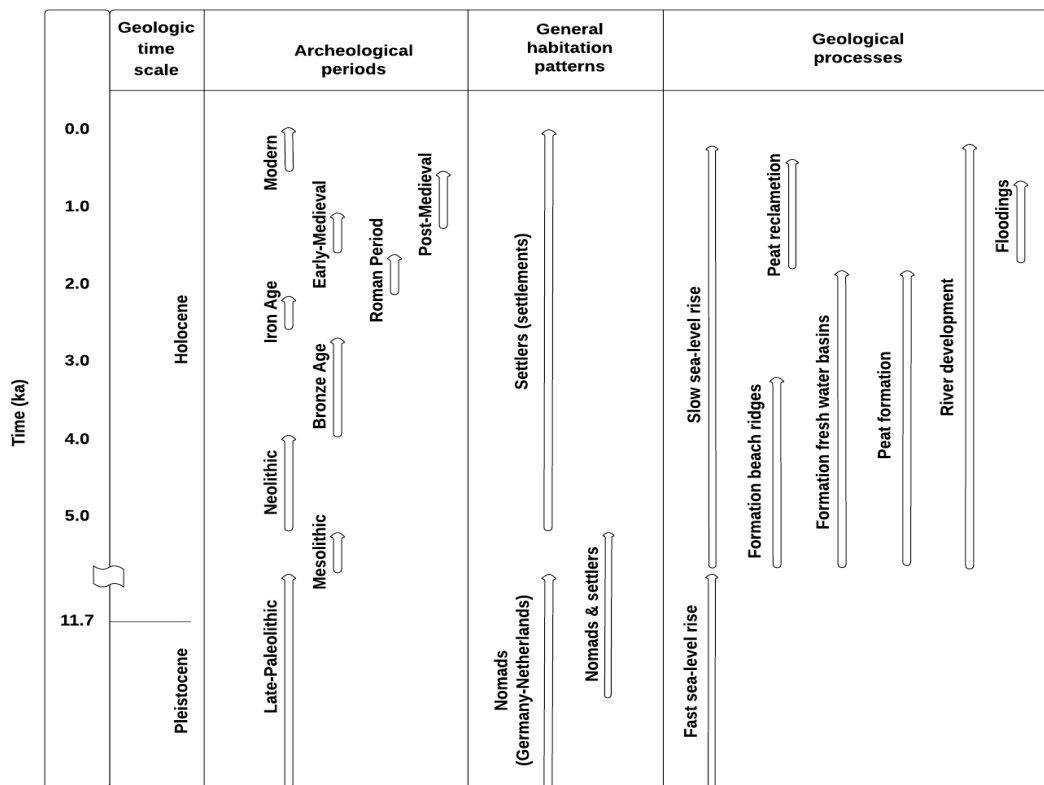 Geologic
time
scale
Archeological
periods
General
habitation
patterns
Geological
processes
Time (ka)
0.0
1.0
2.0
3.0
4.0
5.0
11.7
Holocene
Pleistocene
Modern
Post-Medieval
Early-Medieval
Roman Period
Iron Age
Bronze Age
Neolithic
Mesolithic
Late-Paleolithic
Settlers (settlements)
Nomads & settlers
Nomads
(Germany-Netherlands)
Slow sea-level rise
Fast sea-level rise
Peat reclametion
Formation beach ridges
Formation fresh water basins
Peat formation
River development
Floodings